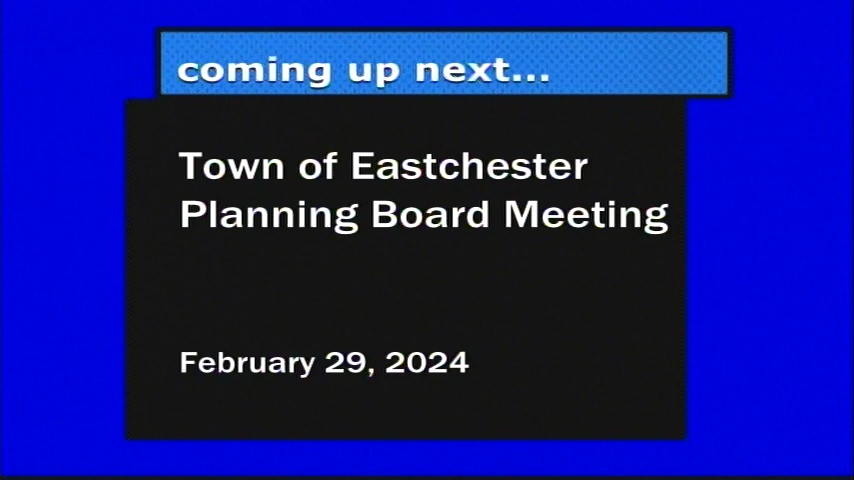 coming up next...
Town of Eastchester
Planning Board Meeting
February 29, 2024